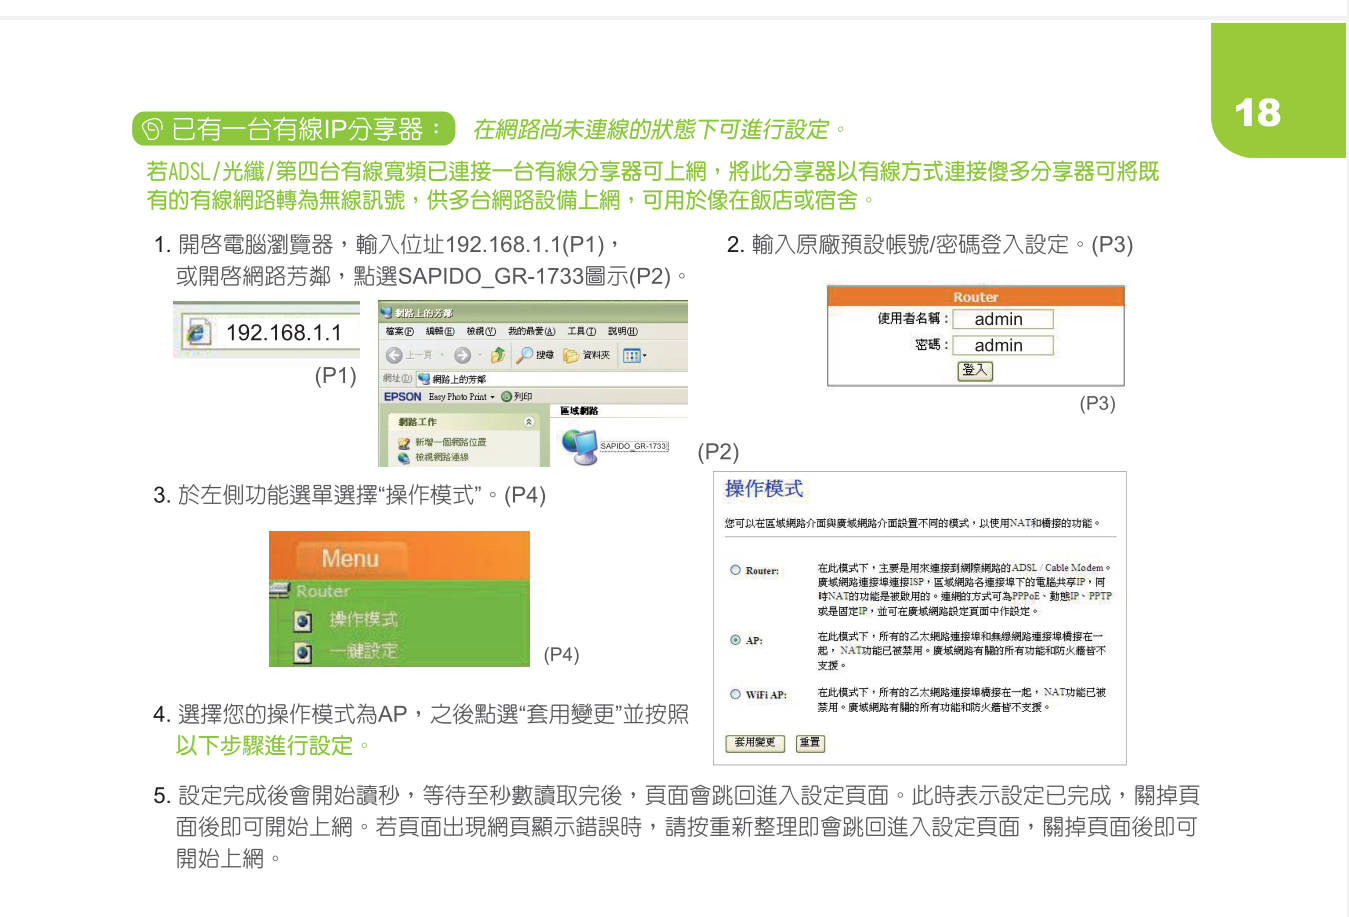 18
已有一台有線IP分享器： 在網路尚未連線的狀態下可進行設定。
若ADSL/光纖/第四台有線寬頻已連接一台有線分享器可上網，將此分享器以有線方式連接傻多分享器可將既
有的有線網路轉為無線訊號，供多台網路設備上網，可用於像在飯店或宿舍。
1. 開啓電腦瀏覽器，輸入位址192.168.1.1(P1)，
或開啓網路芳鄰，點選SAPIDO_GR-1733圖示(P2)。
192.168.1.1
(P1)
網路上的芳鄰
檔案(F) 編輯(E) 檢視(V) 我的最愛(A) 工具(T) 說明(H)
上一頁 搜尋 資料夾
網址(D) 網路上的芳鄰
EPSON Easy Photo Print 列印
網路工作
新增一個網路位置
檢視網路連線
區域網路
SAPIDO_GR-1733
(P2)
2. 輸入原廠預設帳號/密碼登入設定。(P3)
Router
使用者名稱： admin
密碼： admin
登入
(P3)
3. 於左側功能選單選擇“操作模式”。(P4)
Menu
Router
操作模式
一鍵設定
(P4)
操作模式
您可以在區域網路介面與廣域網路介面設置不同的模式，以使用NAT和橋接的功能。
Router: 在此模式下，主要是用來連接到網際網路的ADSL / Cable Modem。
廣域網路連接埠連接ISP，區域網路各連接埠下的電腦共享IP，同
時NAT的功能是被啟用的。連網的方式可為PPPoE、動態IP、PPTP
或是固定IP，並可在廣域網路設定頁面中作設定。
AP: 在此模式下，所有的乙太網路連接埠和無線網路連接埠橋接在一
起， NAT功能已被禁用。廣域網路有關的所有功能和防火牆皆不
支援。
WiFi AP: 在此模式下，所有的乙太網路連接埠橋接在一起， NAT功能已被
禁用。廣域網路有關的所有功能和防火牆皆不支援。
套用變更 重置
4. 選擇您的操作模式為AP，之後點選“套用變更”並按照
以下步驟進行設定。
5. 設定完成後會開始讀秒，等待至秒數讀取完後，頁面會跳回進入設定頁面。此時表示設定已完成，關掉頁
面後即可開始上網。若頁面出現網頁顯示錯誤時，請按重新整理即會跳回進入設定頁面，關掉頁面後即可
開始上網。